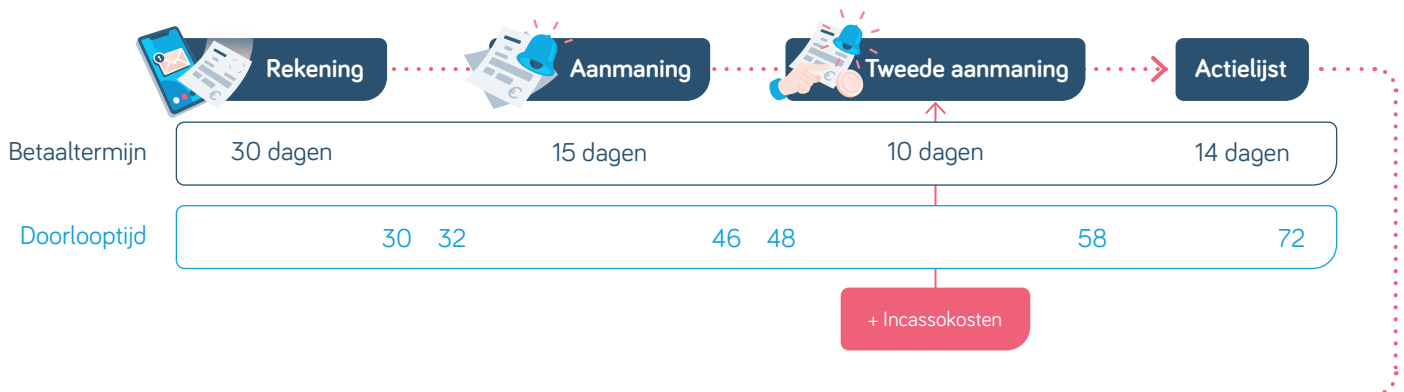 Rekening
Aanmaning
Tweede aanmaning
Actielijst
Betaaltermijn 30 dagen 15 dagen 10 dagen 14 dagen
Doorlooptijd 30 32 46 48 58 72
+ Incassokosten